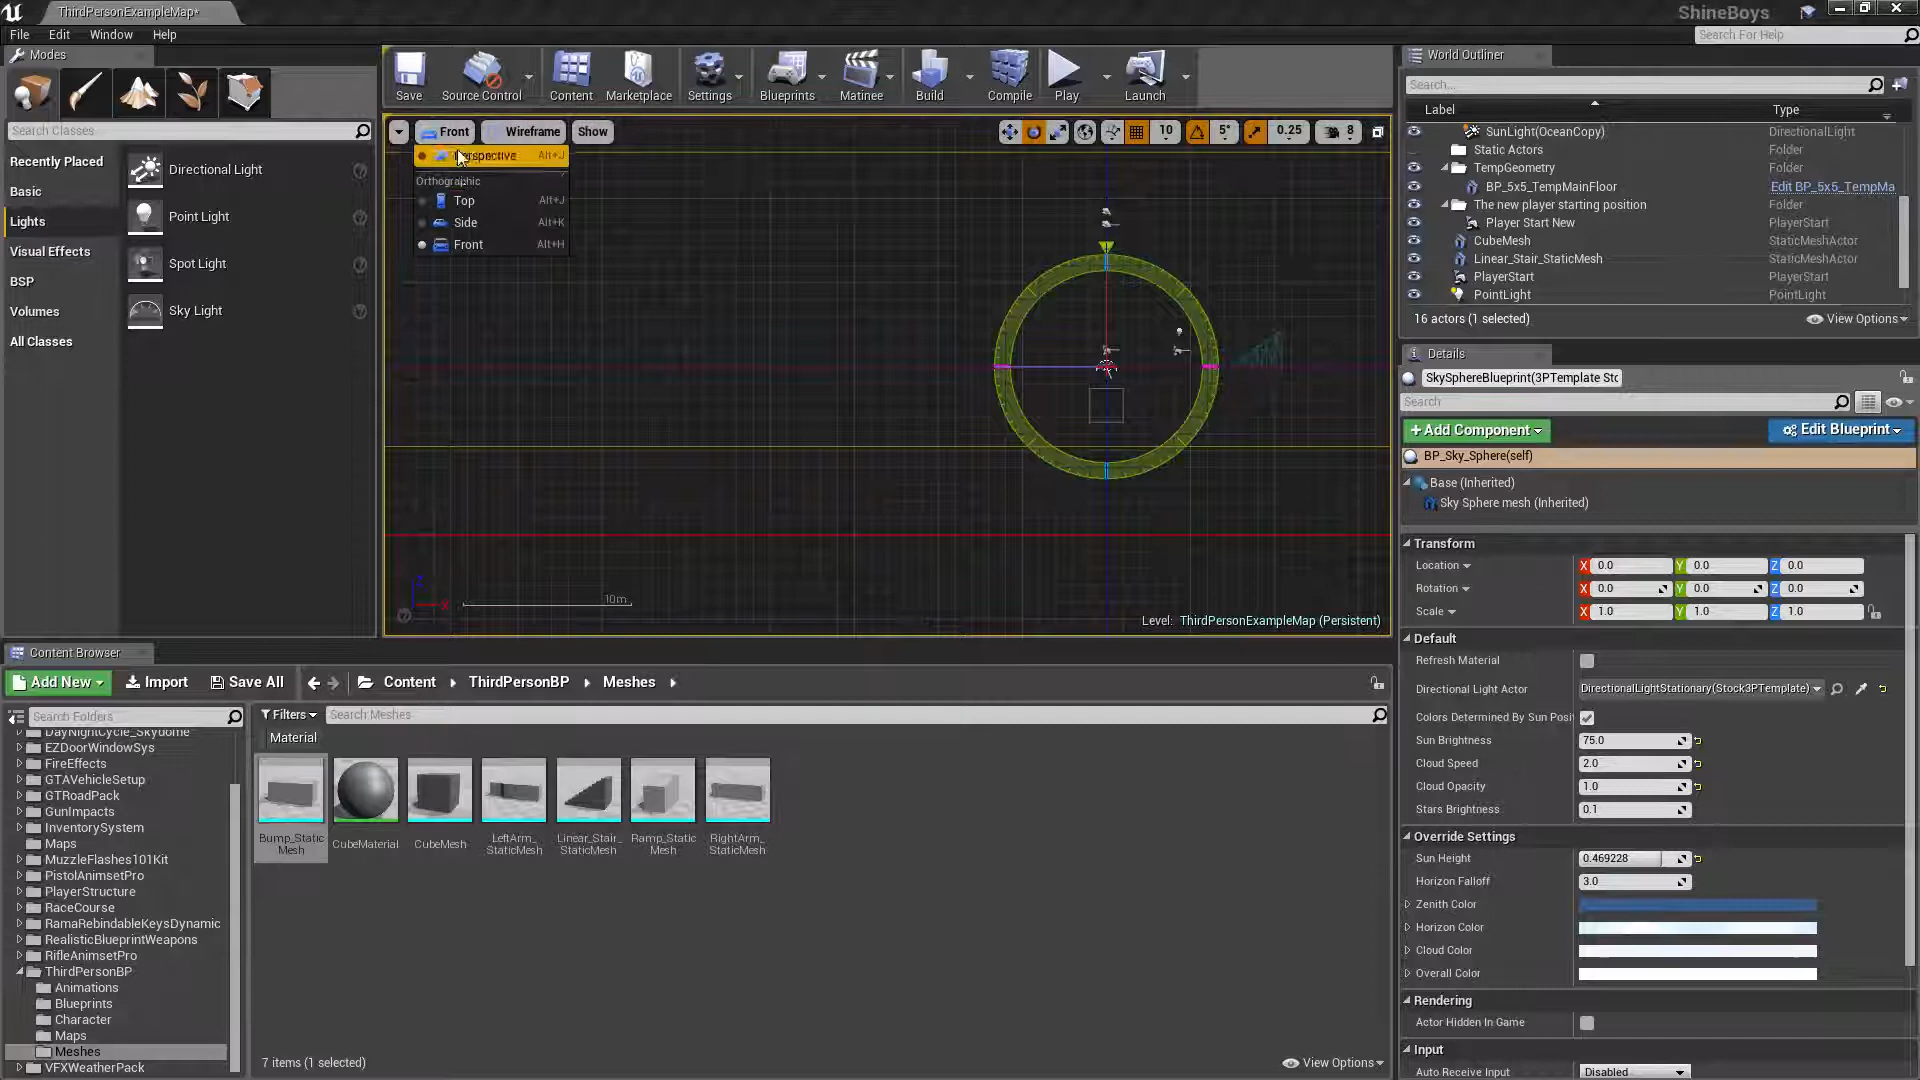 ThirdPersonExampleMap*
ShineBoys
File Edit Window Help
Search For Help
Modes
Search Classes
Recently Placed
Basic
Lights
Visual Effects
BSP
Volumes
All Classes
Directional Light
Point Light
Spot Light
Sky Light
Save Source Control Content Marketplace Settings Blueprints Matinee Build Compile Play Launch
Front Wireframe Show
10 5° 0.25 8
Alt+J
Orthographic
Top Alt+J
Side Alt+K
Front Alt+H
Z
X
10m
Level: ThirdPersonExampleMap (Persistent)
World Outliner
Search...
Label Type
SunLight(OceanCopy) DirectionalLight
Static Actors Folder
TempGeometry Folder
BP_5x5_TempMainFloor Edit BP_5x5_TempMa
The new player starting position Folder
Player Start New PlayerStart
CubeMesh StaticMeshActor
Linear_Stair_StaticMesh StaticMeshActor
PlayerStart PlayerStart
PointLight PointLight
16 actors (1 selected) View Options
Details
SkySphereBlueprint(3PTemplate Stc
Search
+Add Component Edit Blueprint
BP_Sky_Sphere(self)
Base (Inherited)
Sky Sphere mesh (Inherited)
Transform
Location X 0.0 Y 0.0 Z 0.0
Rotation X 0.0 Y 0.0 Z 0.0
Scale X 1.0 Y 1.0 Z 1.0
Default
Refresh Material
Directional Light Actor DirectionalLightStationary(Stock3PTemplate)
Colors Determined By Sun Posi
Sun Brightness 75.0
Cloud Speed 2.0
Cloud Opacity 1.0
Stars Brightness 0.1
Override Settings
Sun Height 0.469228
Horizon Falloff 3.0
Zenith Color
Horizon Color
Cloud Color
Overall Color
Rendering
Actor Hidden In Game
Input
Auto Receive Input Disabled
Content Browser
Add New Import Save All Content ThirdPersonBP Meshes
Search Folders
Filters Search Meshes
Material
DayNightCycle_Skydome
EZDoorWindowSys
FireEffects
GTAVehicleSetup
GTRoadPack
GunImpacts
InventorySystem
Maps
MuzzleFlashes101Kit
PistolAnimsetPro
PlayerStructure
RaceCourse
RamaRebindableKeysDynamic
RealisticBlueprintWeapons
RifleAnimsetPro
ThirdPersonBP
Animations
Blueprints
Character
Maps
Meshes
VFXWeatherPack
Bump_Static
Mesh
CubeMaterial
CubeMesh
LeftArm_
StaticMesh
Linear_Stair_
StaticMesh
Ramp_Static
Mesh
RightArm_
StaticMesh
7 items (1 selected) View Options